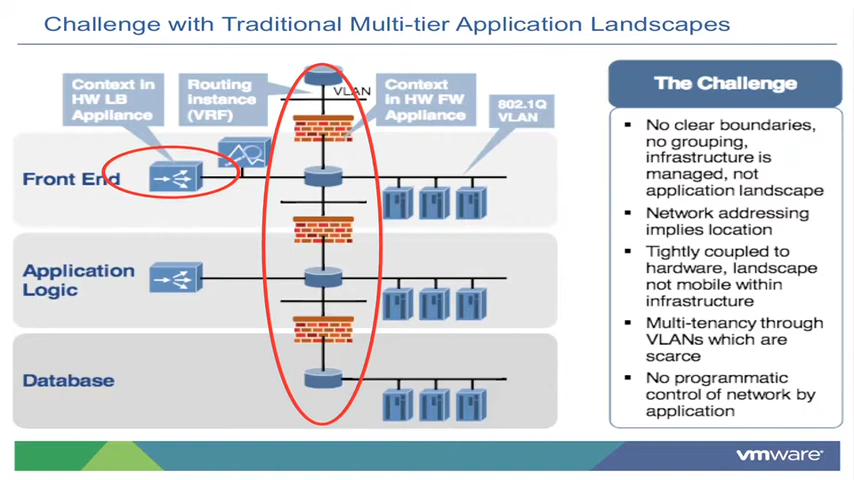 Challenge with Traditional Multi-tier Application Landscapes
Context in
HW LB
Appliance
Routing
instance
(VRF)
VLAN
Context
in HW FW
Appliance
802.1Q
VLAN
Front End
Application
Logic
Database
The Challenge
▪ No clear boundaries,
no grouping,
infrastructure is
managed, not
application landscape
▪ Network addressing
implies location
▪ Tightly coupled to
hardware, landscape
not mobile within
infrastructure
▪ Multi-tenancy through
VLANs which are
scarce
▪ No programmatic
control of network by
application
vmware